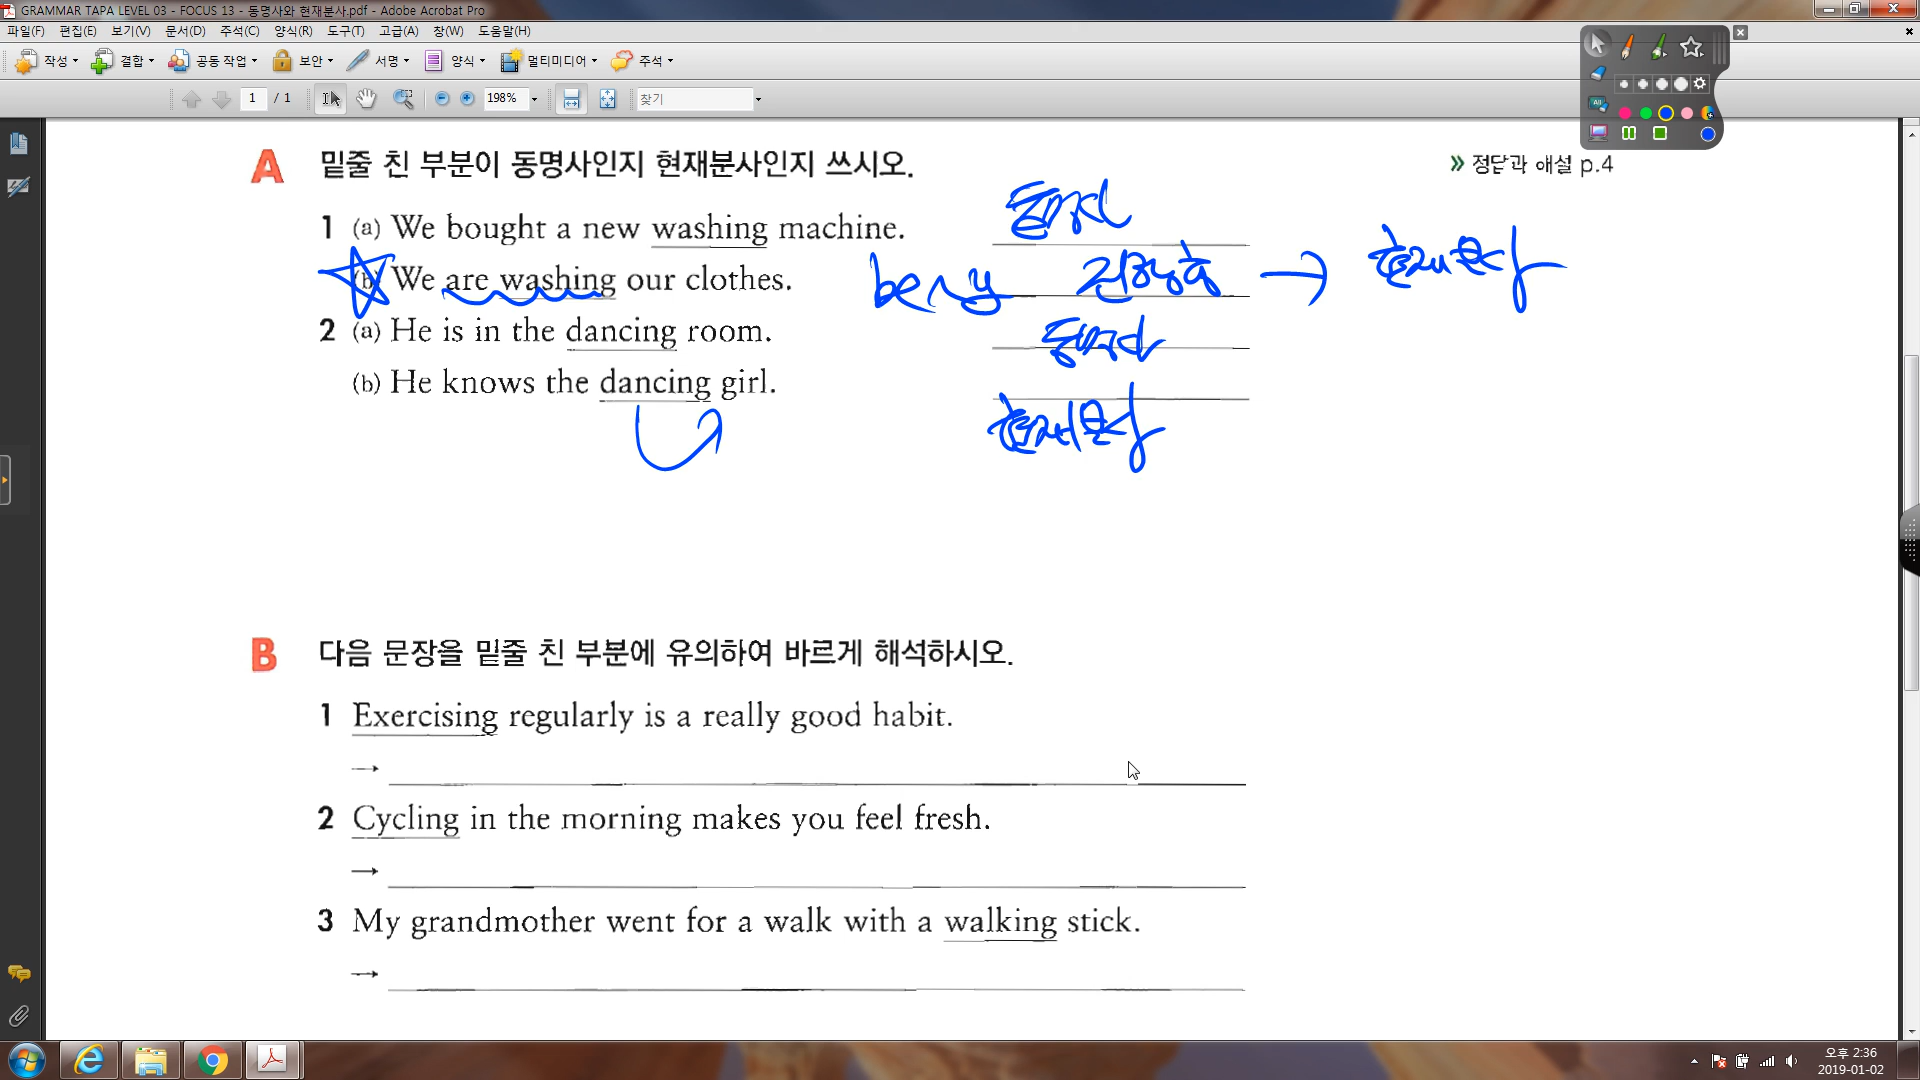 GRAMMAR TAPA LEVEL 03 - FOCUS 13 - 동명사와 현재분사.pdf - Adobe Acrobat Pro
파일(F) 편집(E) 보기(V) 문서(D) 주석(C) 양식(R) 도구(T) 고급(A) 창(W) 도움말(H)
작성 결합 공동 작업 보안 서명 양식 멀티미디어 주석
1 / 1 198% 찾기
A 밑줄 친 부분이 동명사인지 현재분사인지 쓰시오.
» 정답과 해설 p.4
1 (a) We bought a new washing machine. 동명사
(b) We are washing our clothes. be ~ing 진행형 → 현재분사
2 (a) He is in the dancing room. 동명사
(b) He knows the dancing girl. 현재분사
B 다음 문장을 밑줄 친 부분에 유의하여 바르게 해석하시오.
1 Exercising regularly is a really good habit.
→
2 Cycling in the morning makes you feel fresh.
→
3 My grandmother went for a walk with a walking stick.
→
오후 2:36
2019-01-02